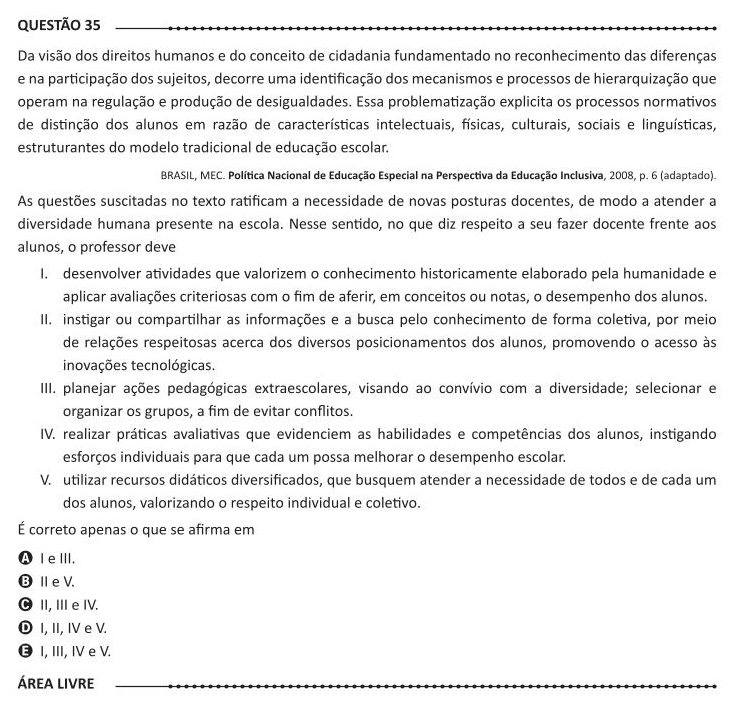 QUESTÃO 35
Da visão dos direitos humanos e do conceito de cidadania fundamentado no reconhecimento das diferenças
e na participação dos sujeitos, decorre uma identificação dos mecanismos e processos de hierarquização que
operam na regulação e produção de desigualdades. Essa problematização explicita os processos normativos
de distinção dos alunos em razão de características intelectuais, físicas, culturais, sociais e linguísticas,
estruturantes do modelo tradicional de educação escolar.
BRASIL, MEC. Política Nacional de Educação Especial na Perspectiva da Educação Inclusiva, 2008, p. 6 (adaptado).
As questões suscitadas no texto ratificam a necessidade de novas posturas docentes, de modo a atender a
diversidade humana presente na escola. Nesse sentido, no que diz respeito a seu fazer docente frente aos
alunos, o professor deve
I. desenvolver atividades que valorizem o conhecimento historicamente elaborado pela humanidade e
aplicar avaliações criteriosas com o fim de aferir, em conceitos ou notas, o desempenho dos alunos.
II. instigar ou compartilhar as informações e a busca pelo conhecimento de forma coletiva, por meio
de relações respeitosas acerca dos diversos posicionamentos dos alunos, promovendo o acesso às
inovações tecnológicas.
III. planejar ações pedagógicas extraescolares, visando ao convívio com a diversidade; selecionar e
organizar os grupos, a fim de evitar conflitos.
IV. realizar práticas avaliativas que evidenciem as habilidades e competências dos alunos, instigando
esforços individuais para que cada um possa melhorar o desempenho escolar.
V. utilizar recursos didáticos diversificados, que busquem atender a necessidade de todos e de cada um
dos alunos, valorizando o respeito individual e coletivo.
É correto apenas o que se afirma em
A I e III.
B II e V.
C II, III e IV.
D I, II, IV e V.
E I, III, IV e V.
ÁREA LIVRE